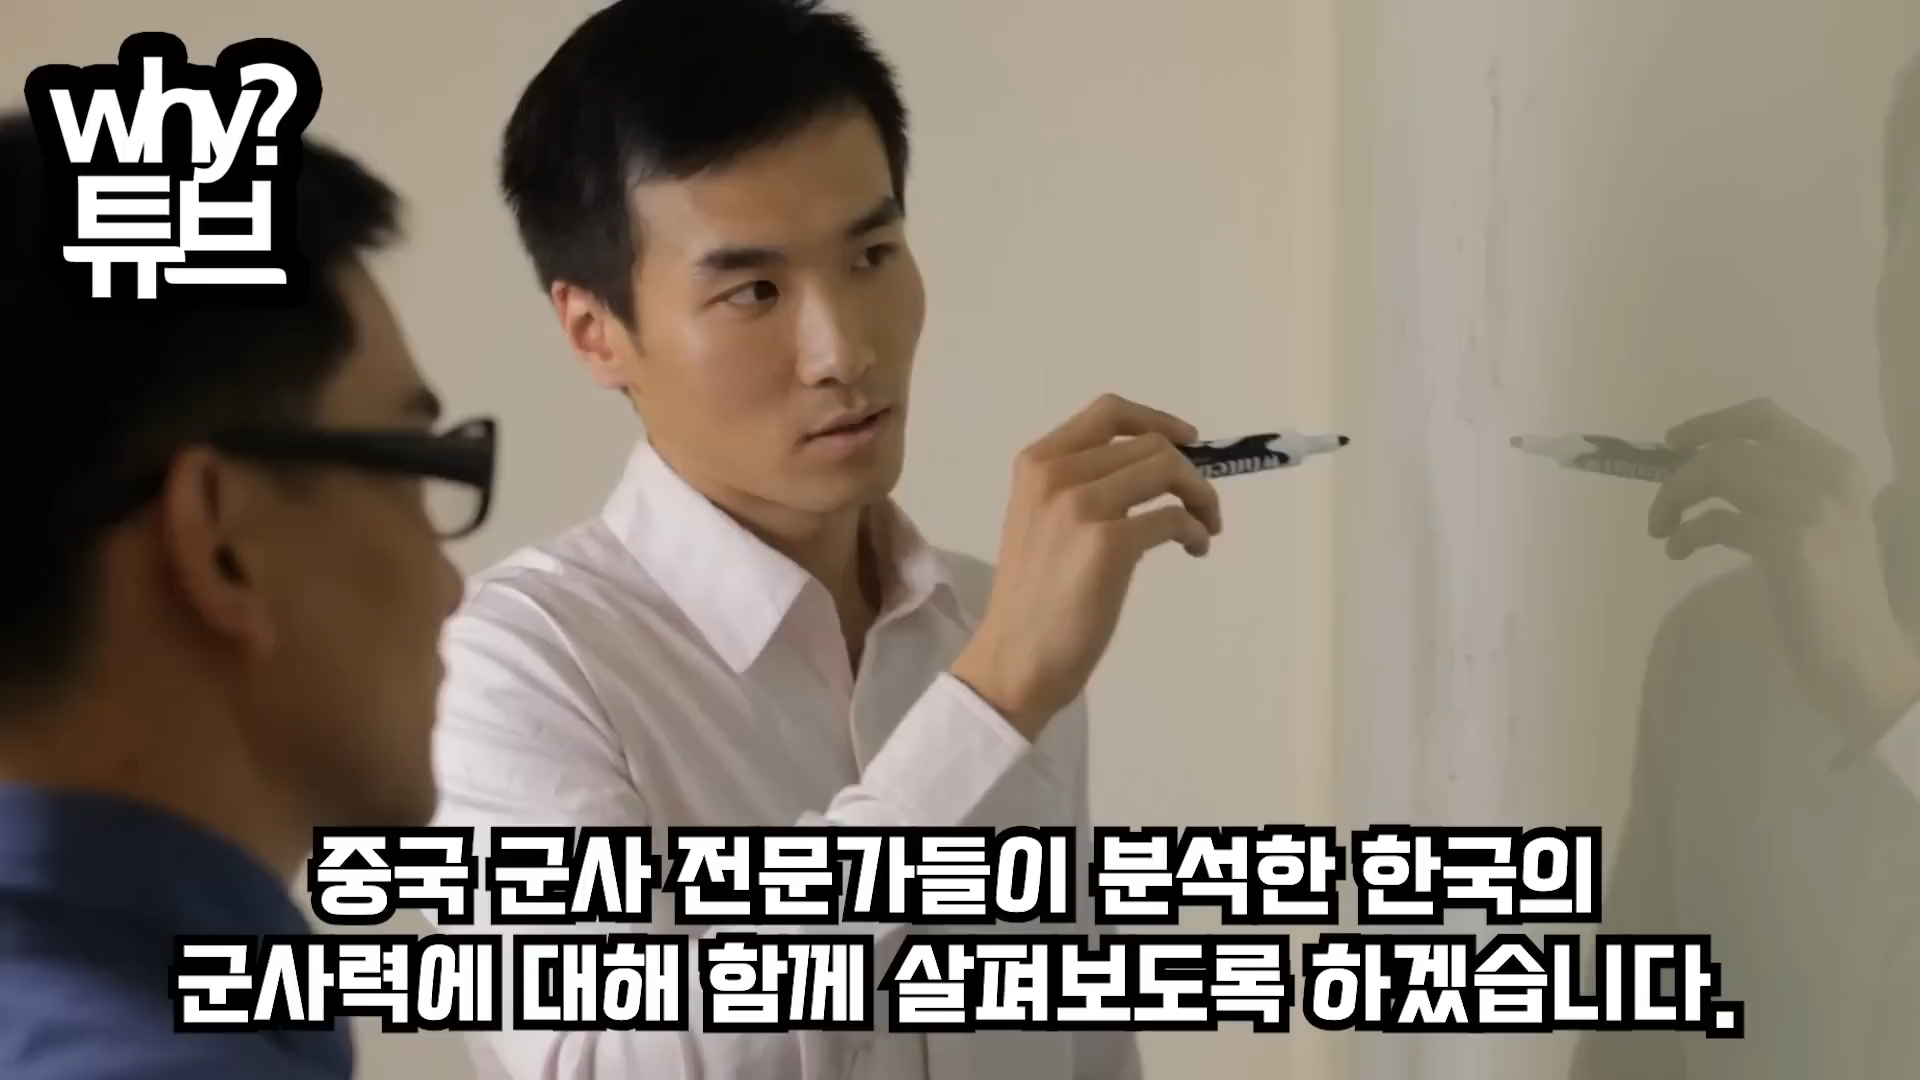 why?
튜브
중국 군사 전문가들이 분석한 한국의
군사력에 대해 함께 살펴보도록 하겠습니다.